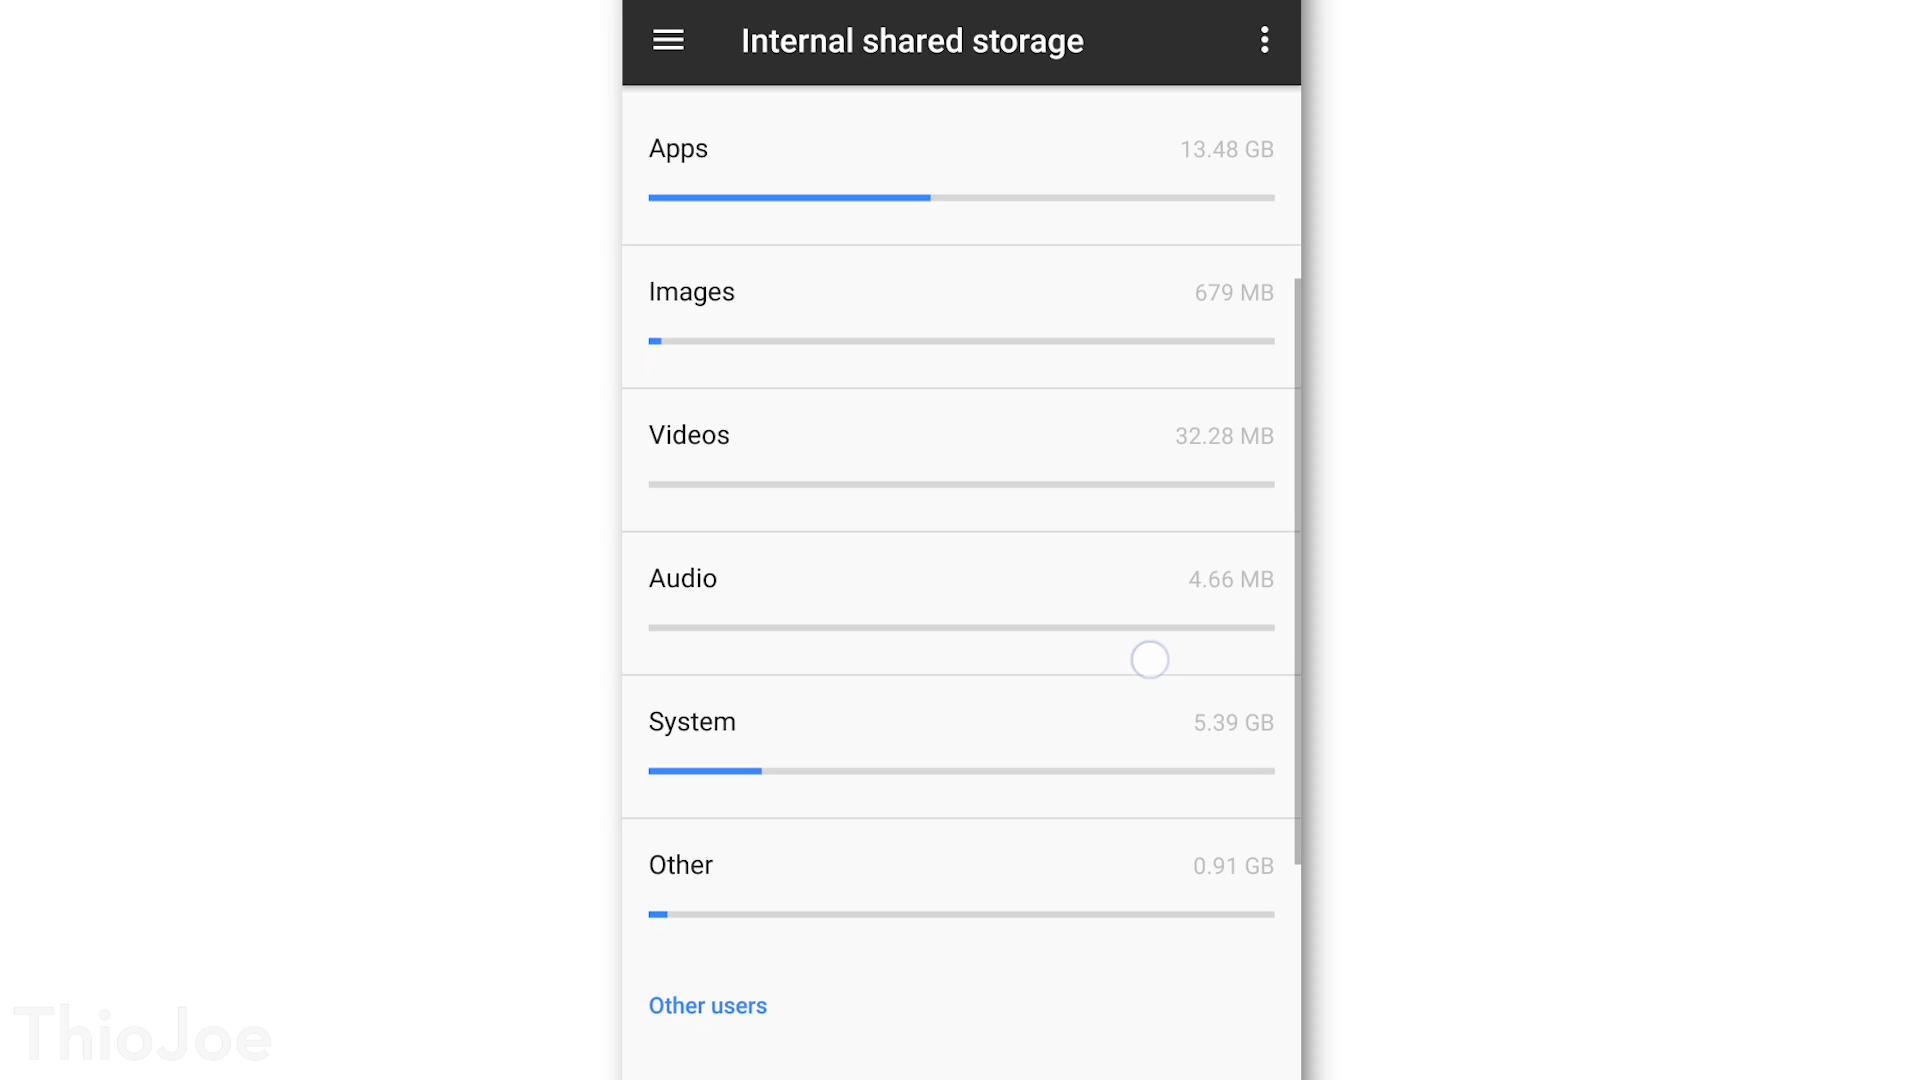 Internal shared storage
Apps 13.48 GB
Images 679 MB
Videos 32.28 MB
Audio 4.66 MB
System 5.39 GB
Other 0.91 GB
Other users
ThioJoe